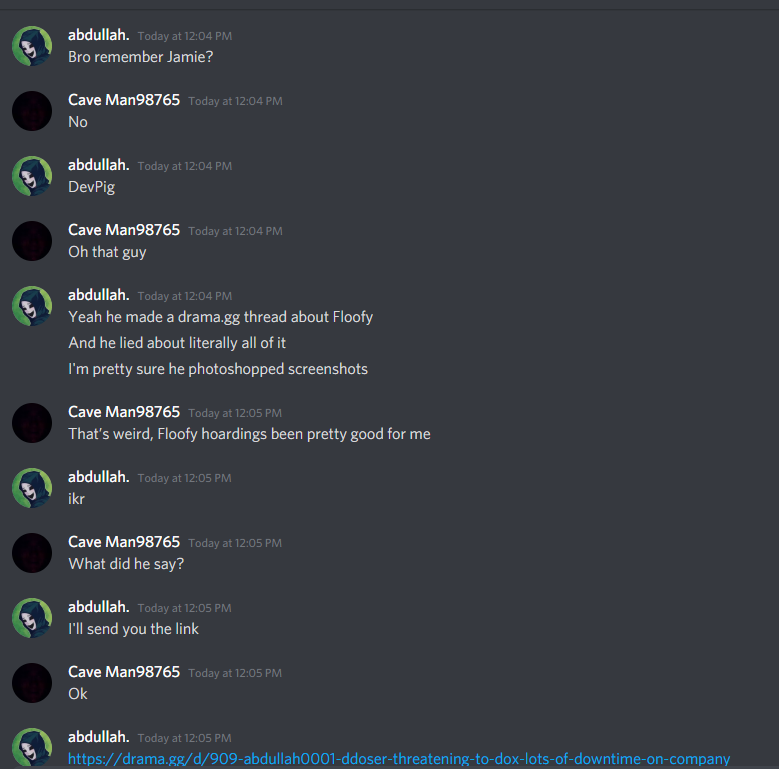 abdullah. Today at 12:04 PM
Bro remember Jamie?
Cave Man98765 Today at 12:04 PM
No
abdullah. Today at 12:04 PM
DevPig
Cave Man98765 Today at 12:04 PM
Oh that guy
abdullah. Today at 12:04 PM
Yeah he made a drama.gg thread about Floofy
And he lied about literally all of it
I'm pretty sure he photoshopped screenshots
Cave Man98765 Today at 12:05 PM
That's weird, Floofy hoardings been pretty good for me
abdullah. Today at 12:05 PM
ikr
Cave Man98765 Today at 12:05 PM
What did he say?
abdullah. Today at 12:05 PM
I'll send you the link
Cave Man98765 Today at 12:05 PM
Ok
abdullah. Today at 12:05 PM
https://drama.gg/d/909-abdullah0001-ddoser-threatening-to-dox-lots-of-downtime-on-company